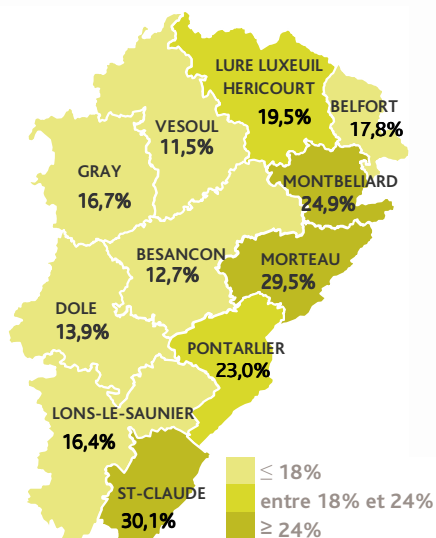 LURE LUXEUIL
HERICOURT
19,5%
BELFORT
17,8%
VESOUL
11,5%
GRAY
16,7%
MONTBELIARD
24,9%
BESANCON
12,7%
MORTEAU
29,5%
DOLE
13,9%
PONTARLIER
23,0%
LONS-LE-SAUNIER
16,4%
ST-CLAUDE
30,1%
≤ 18%
entre 18% et 24%
≥ 24%